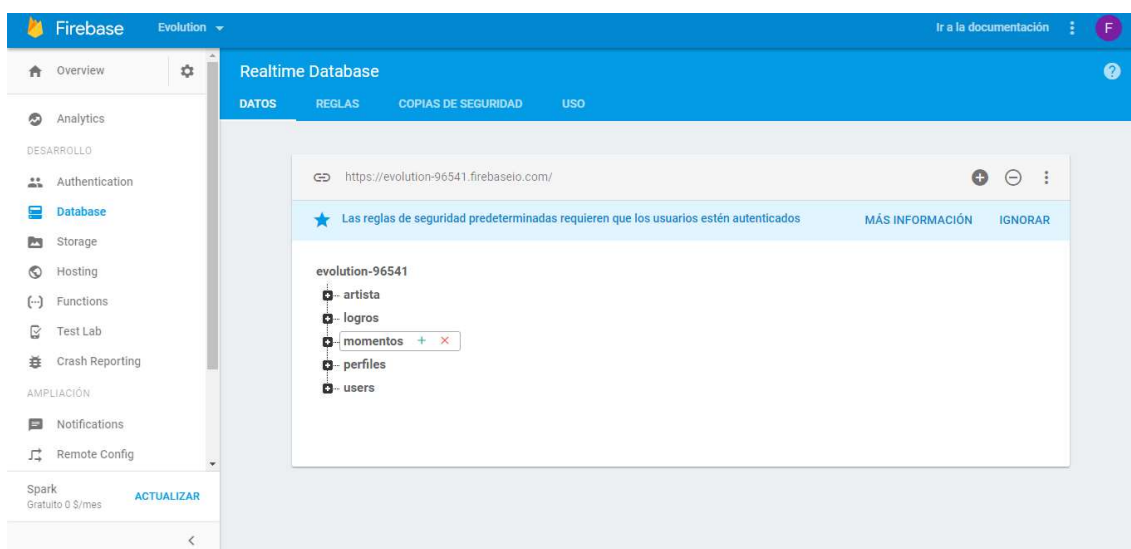 Firebase
Evolution
Ir a la documentación
F
Overview
Analytics
DESARROLLO
Authentication
Database
Storage
Hosting
Functions
Test Lab
Crash Reporting
AMPLIACIÓN
Notifications
Remote Config
Spark
Gratuito 0 $/mes
ACTUALIZAR
Realtime Database
DATOS REGLAS COPIAS DE SEGURIDAD USO
https://evolution-96541.firebaseio.com/
Las reglas de seguridad predeterminadas requieren que los usuarios estén autenticados MÁS INFORMACIÓN IGNORAR
evolution-96541
artista
logros
momentos
perfiles
users